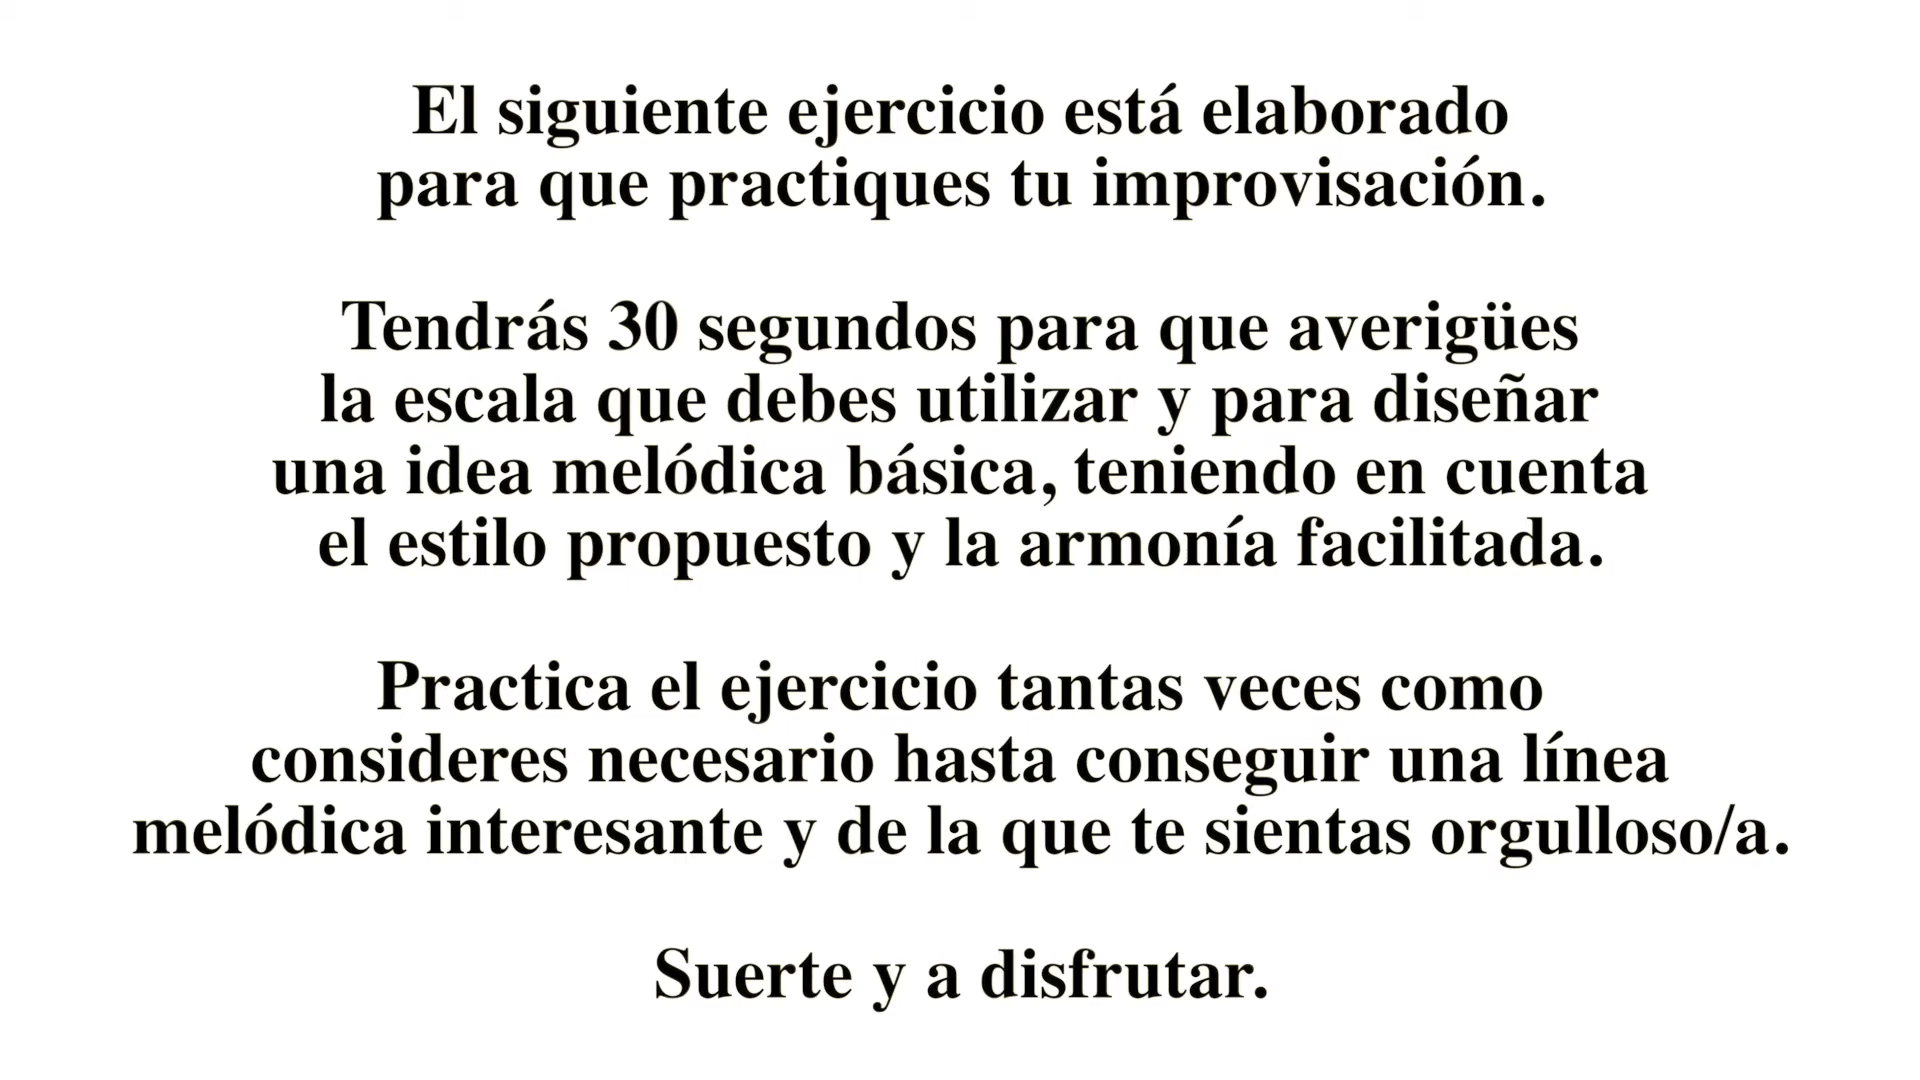 El siguiente ejercicio está elaborado
para que practiques tu improvisación.
Tendrás 30 segundos para que averigües
la escala que debes utilizar y para diseñar
una idea melódica básica, teniendo en cuenta
el estilo propuesto y la armonía facilitada.
Practica el ejercicio tantas veces como
consideres necesario hasta conseguir una línea
melódica interesante y de la que te sientas orgulloso/a.
Suerte y a disfrutar.